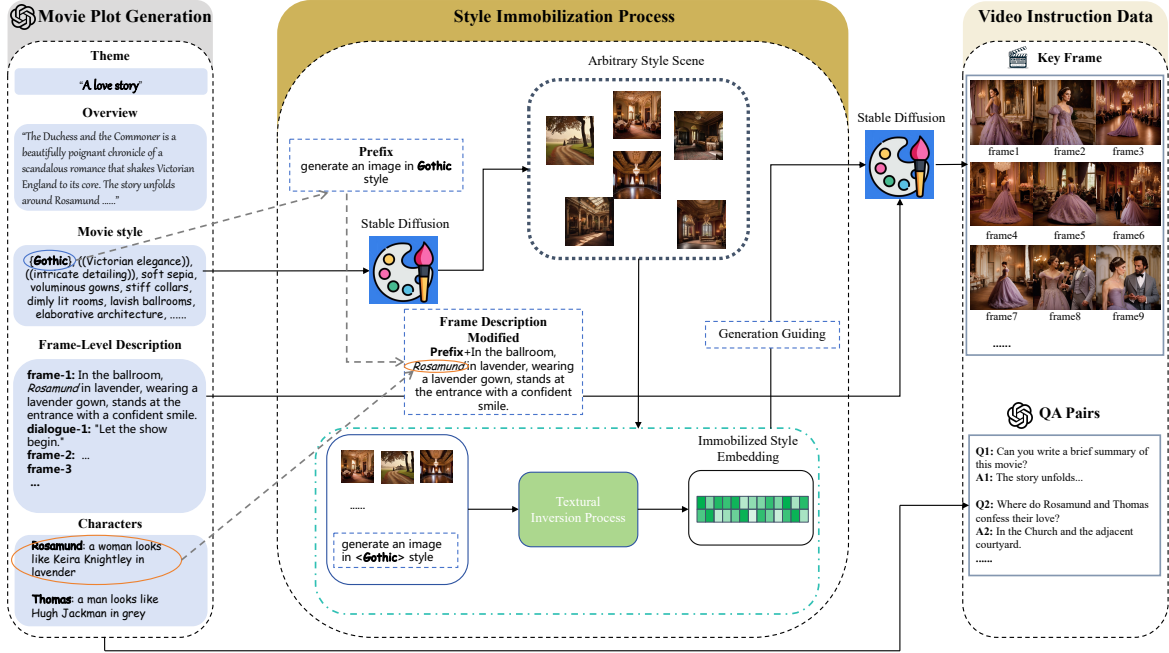 Movie Plot Generation
Theme
"A love story"
Overview
"The Duchess and the Commoner is a
beautifully poignant chronicle of a
scandalous romance that shakes Victorian
England to its core. The story unfolds
around Rosamund ......"
Movie style
{Gothic}, ((Victorian elegance)),
((intricate detailing)), soft sepia,
voluminous gowns, stiff collars,
dimly lit rooms, lavish ballrooms,
elaborative architecture, ......
Frame-Level Description
frame-1: In the ballroom,
Rosamund in lavender, wearing a
lavender gown, stands at the
entrance with a confident smile.
dialogue-1: "Let the show
begin."
frame-2: ...
frame-3
...
Characters
Rosamund: a woman looks
like Keira Knightley in
lavender
Thomas: a man looks like
Hugh Jackman in grey
Style Immobilization Process
Arbitrary Style Scene
Prefix
generate an image in Gothic
style
Stable Diffusion
Frame Description
Modified
Prefix+In the ballroom,
Rosamund in lavender, wearing
a lavender gown, stands at
the entrance with a confident
smile.
Generation Guiding
Stable Diffusion
......
generate an image
in <Gothic> style
Textural
Inversion Process
Immobilized Style
Embedding
Video Instruction Data
Key Frame
frame1 frame2 frame3
frame4 frame5 frame6
frame7 frame8 frame9
......
QA Pairs
Q1: Can you write a brief summary of
this movie?
A1: The story unfolds...
Q2: Where do Rosamund and Thomas
confess their love?
A2: In the Church and the adjacent
courtyard.
......